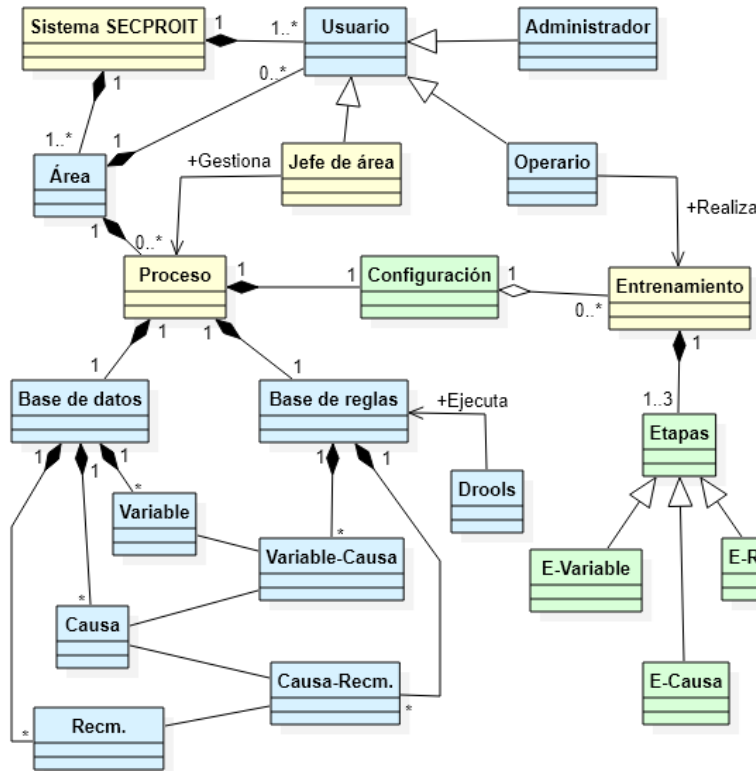 Sistema SECPROIT
1
1..*
Usuario
Administrador
1
0..*
1..*
1
Área
+Gestiona
Jefe de área
Operario
+Realiza
1
0..*
Proceso
1
1
Configuración
1
0..*
Entrenamiento
1
1
1
1
1
1..3
Base de datos
Base de reglas
+Ejecuta
Etapas
1
1
1
1
1
Drools
*
Variable
*
Variable-Causa
E-Variable
E-R
*
Causa
Causa-Recm.
E-Causa
*
Recm.
*